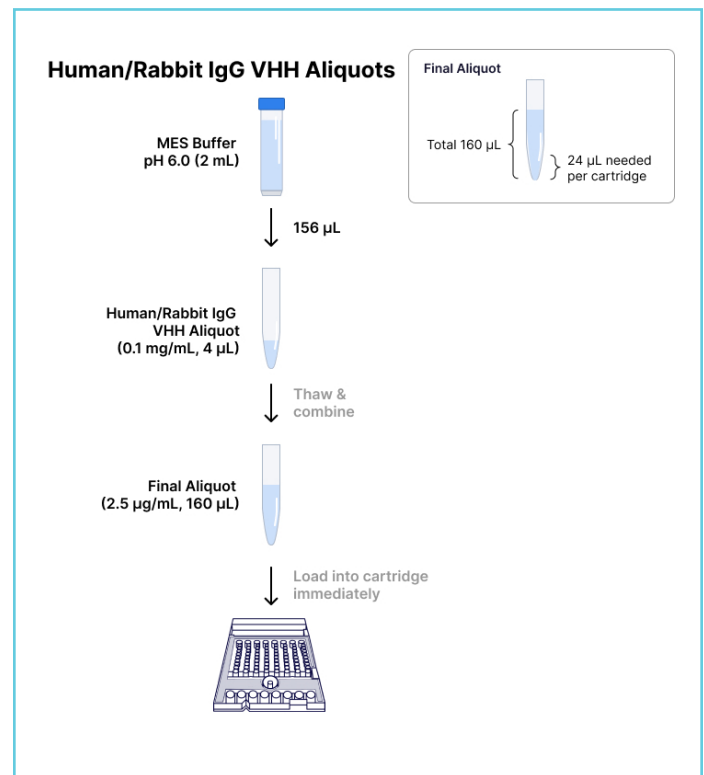 Human/Rabbit IgG VHH Aliquots
MES Buffer
pH 6.0 (2 mL)
156 µL
Human/Rabbit IgG
VHH Aliquot
(0.1 mg/mL, 4 µL)
Thaw &
combine
Final Aliquot
(2.5 µg/mL, 160 µL)
Load into cartridge
immediately
Final Aliquot
Total 160 µL
24 µL needed
per cartridge